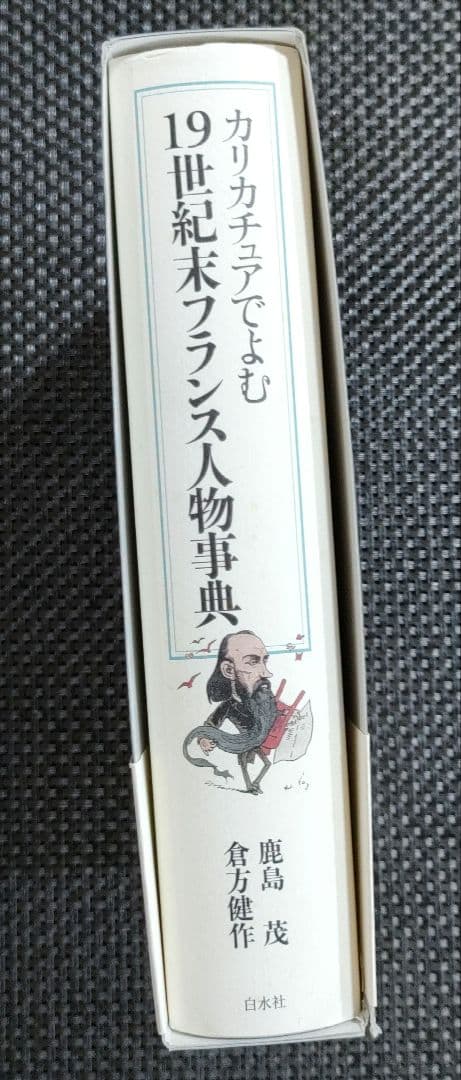 カリカチュアでよむ
19世紀末フランス人物事典
鹿島 茂
倉方健作
白水社